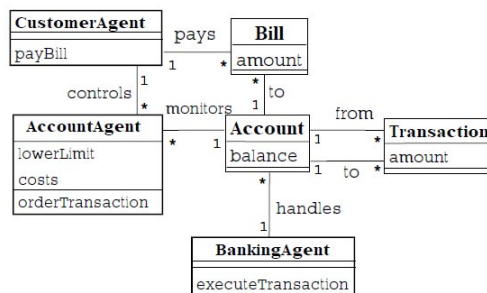 CustomerAgent
payBill
pays
1
*
Bill
amount
1
controls
*
*
to
1
AccountAgent
lowerLimit
costs
orderTransaction
monitors
*
1
Account
balance
1
from
*
1
to
*
Transaction
amount
*
handles
1
BankingAgent
executeTransaction